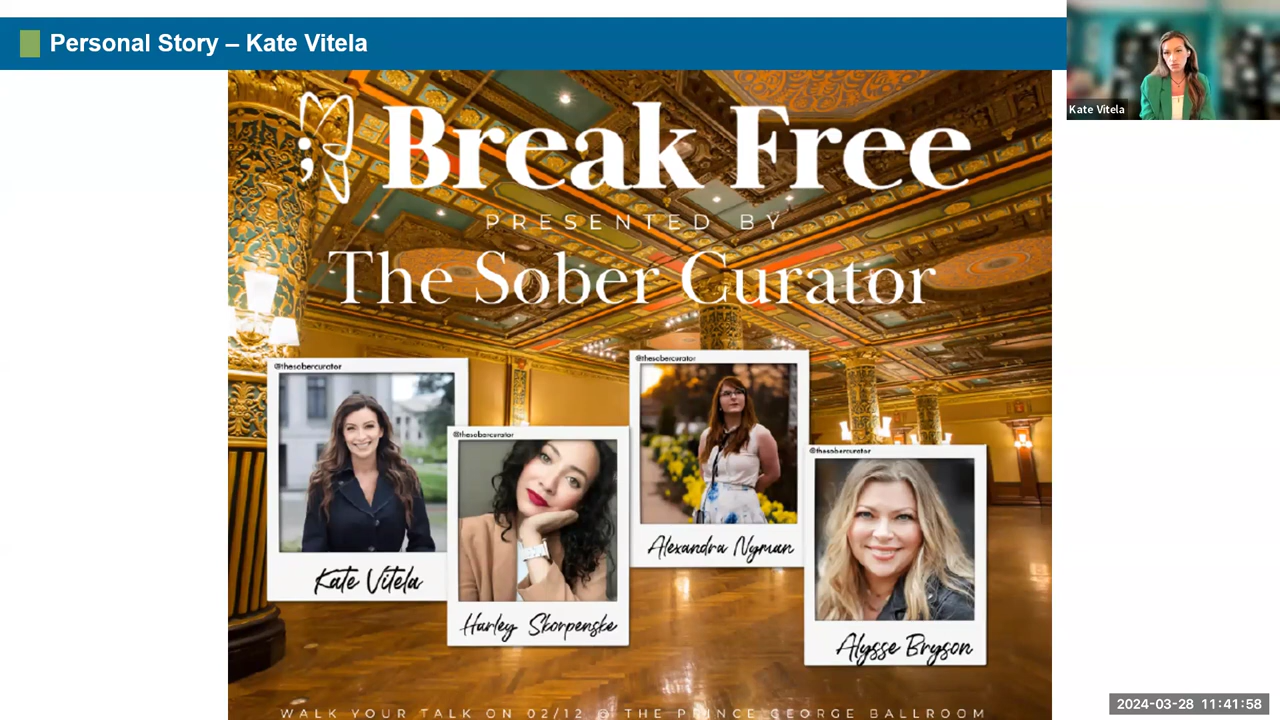 Personal Story – Kate Vitela
Kate Vitela
Break Free
PRESENTED BY
The Sober Curator
@thesobercurator
Kate Vitela
@thesobercurator
Harley Skorpenske
@thesobercurator
Alexandra Nyman
@thesobercurator
Alysse Bryson
WALK YOUR TALK ON 02/12 @ THE PRINCE GEORGE BALLROOM
2024-03-28 11:41:58